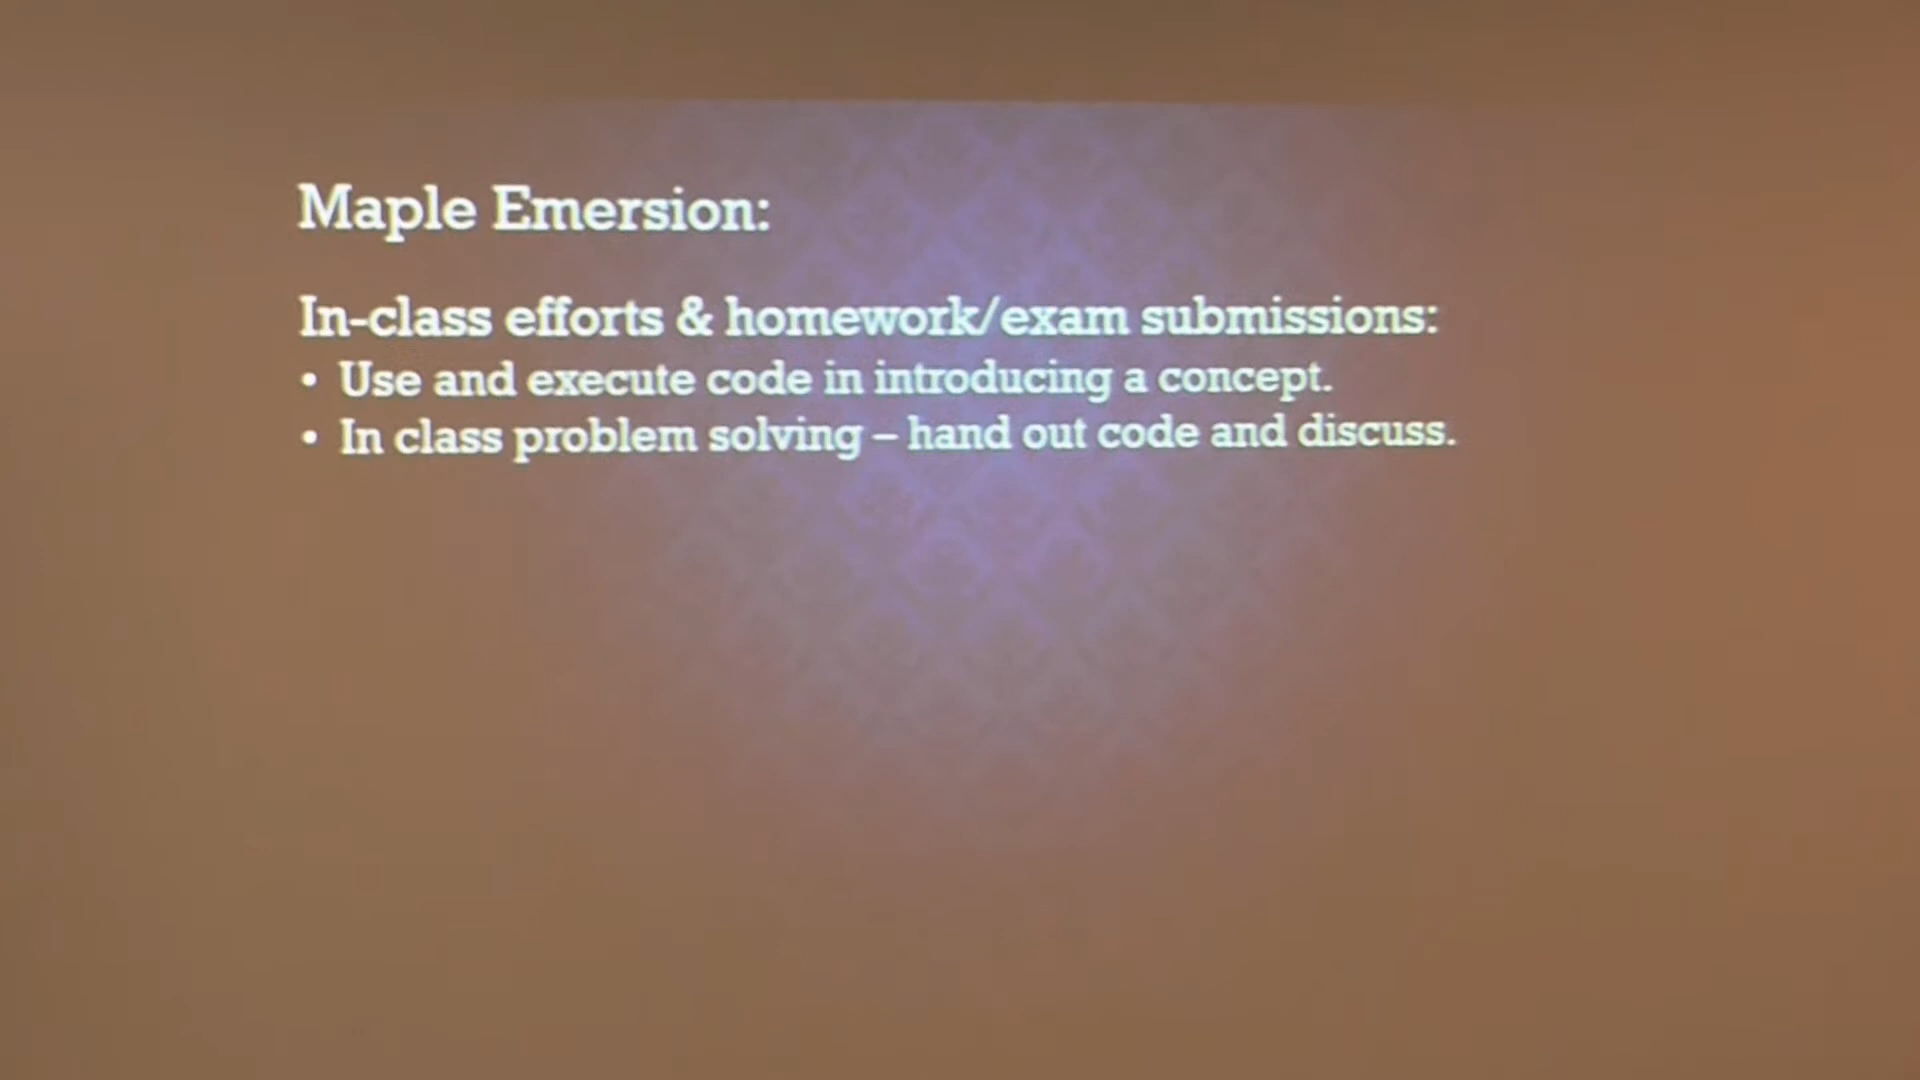 Maple Emersion:
In-class efforts & homework/exam submissions:
• Use and execute code in introducing a concept.
• In class problem solving – hand out code and discuss.